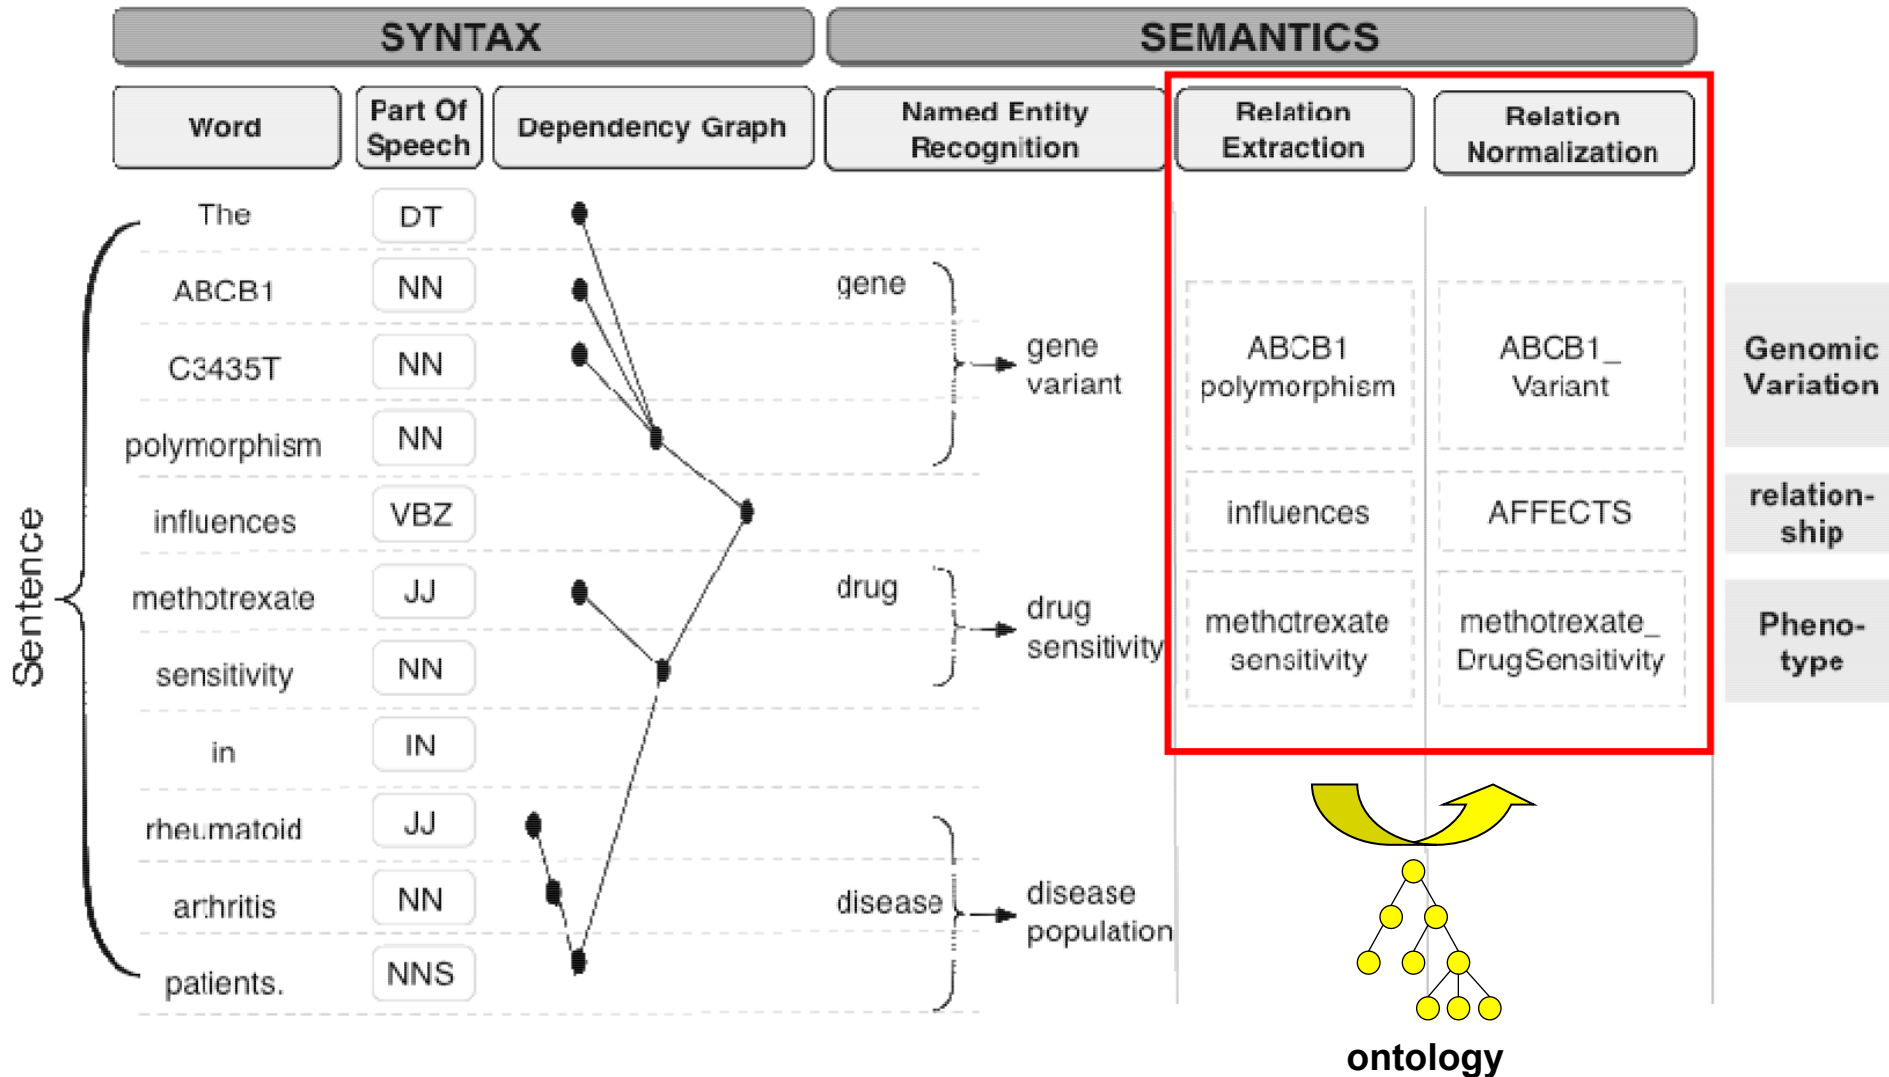 SYNTAX
SEMANTICS
Word
Part Of
Speech
Dependency Graph
Named Entity
Recognition
Relation
Extraction
Relation
Normalization
Sentence
The
DT
ABCB1
NN
gene
C3435T
NN
polymorphism
NN
gene
variant
ABCB1
polymorphism
ABCB1_
Variant
Genomic
Variation
influences
VBZ
influences
AFFECTS
relation-
ship
methotrexate
JJ
drug
sensitivity
NN
drug
sensitivity
methotrexate
sensitivity
methotrexate_
DrugSensitivity
Pheno-
type
in
IN
rheumatoid
JJ
arthritis
NN
disease
patients.
NNS
disease
population
ontology